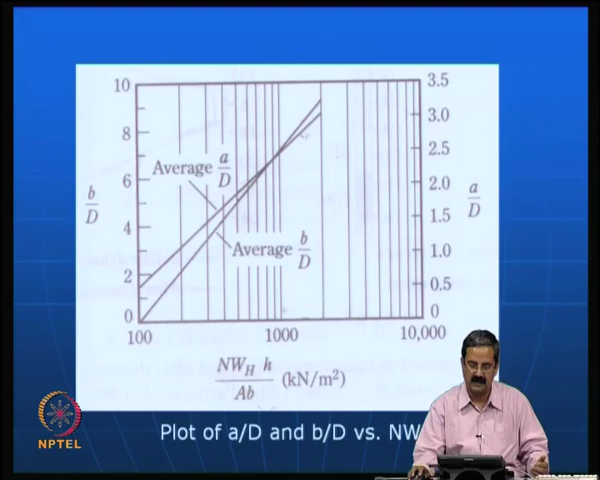 10
8
6
4
2
0
b
D
3.5
3.0
2.5
2.0
1.5
1.0
0.5
0
a
D
Average a/D
Average b/D
100
1000
10,000
NW_H h
Ab
(kN/m²)
Plot of a/D and b/D vs. NW
NPTEL